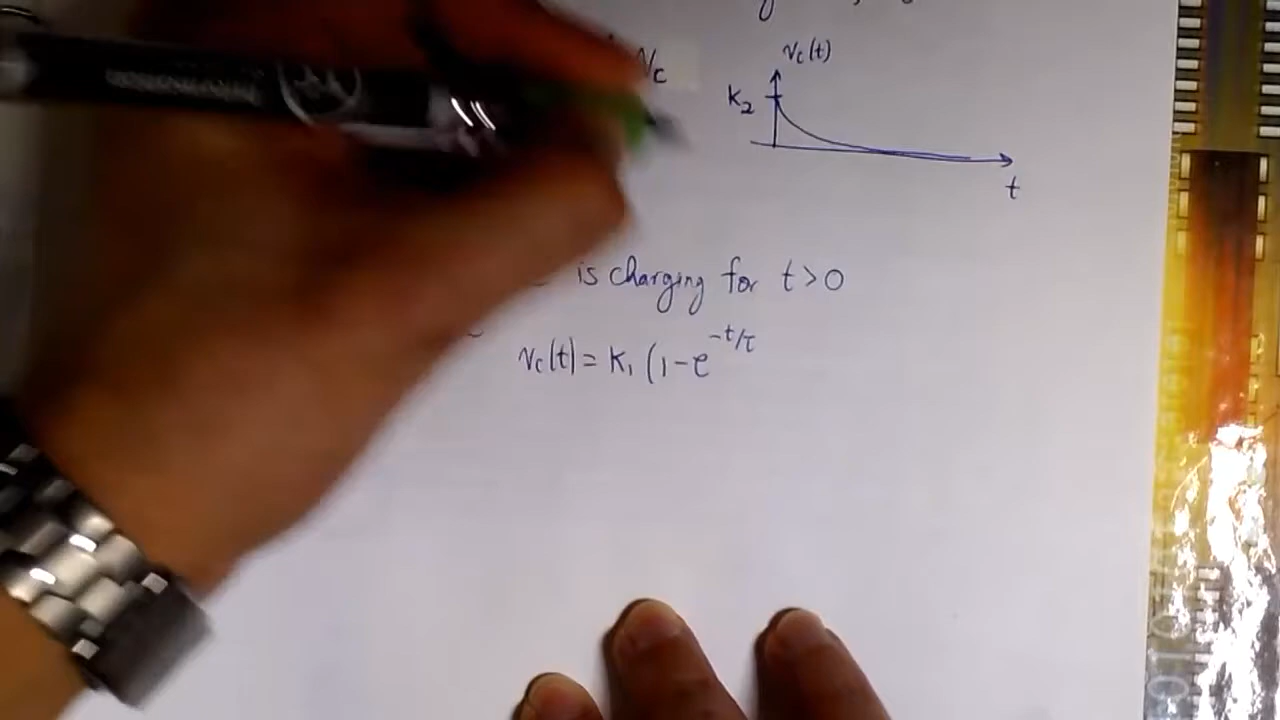 Vc
vc(t)
K2
t
is charging for t>0
vc(t) = K1 (1-e^-t/τ